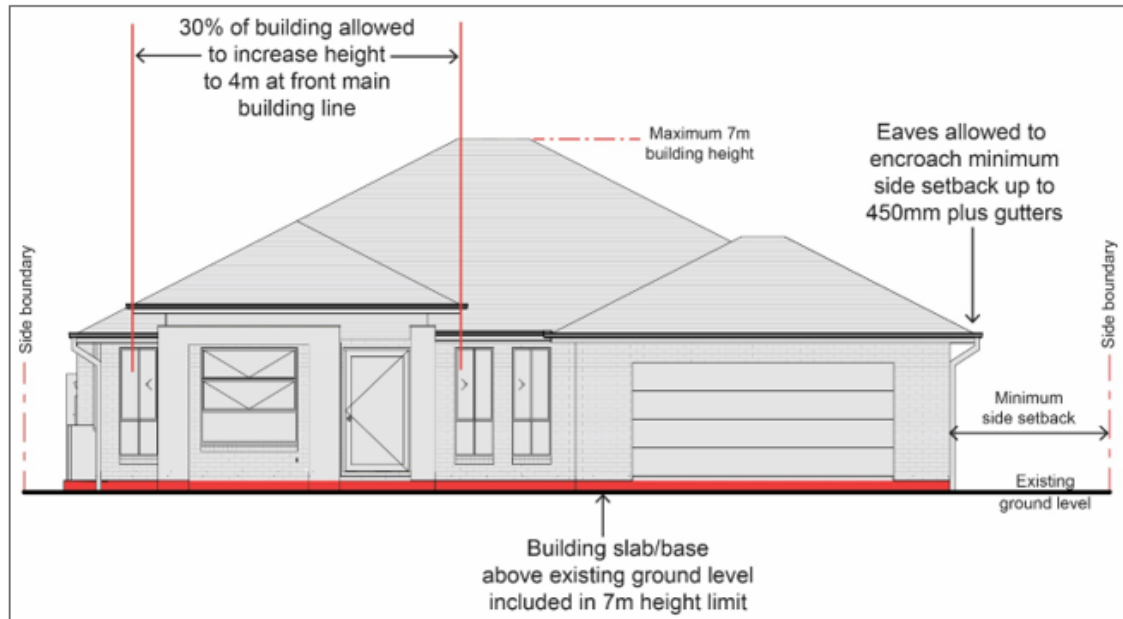 30% of building allowed
to increase height
to 4m at front main
building line
Maximum 7m
building height
Eaves allowed to
encroach minimum
side setback up to
450mm plus gutters
Side boundary
Side boundary
Minimum
side setback
Existing
ground level
Building slab/base
above existing ground level
included in 7m height limit